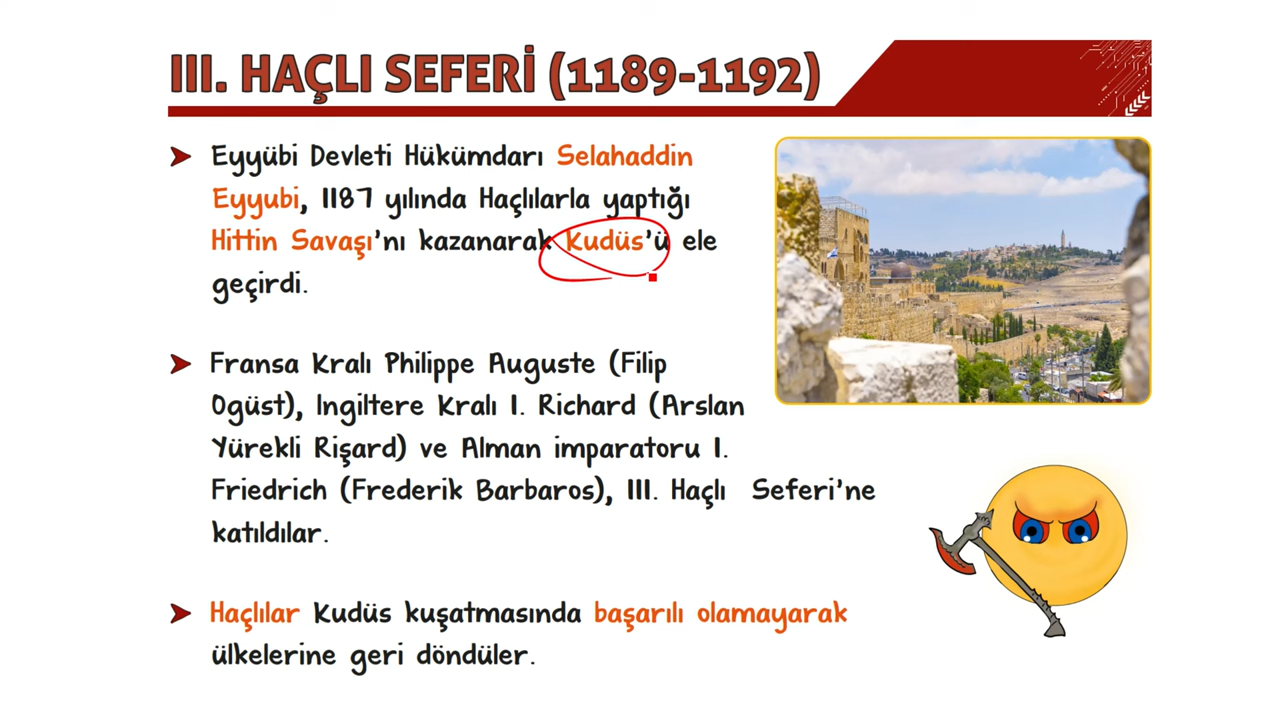 III. HAÇLI SEFERİ (1189-1192)
➤ Eyyübi Devleti Hükümdarı Selahaddin
Eyyubi, 1187 yılında Haçlılarla yaptığı
Hittin Savaşı'nı kazanarak Kudüs'ü ele
geçirdi.
➤ Fransa Kralı Philippe Auguste (Filip
Ogüst), Ingiltere Kralı I. Richard (Arslan
Yürekli Rişard) ve Alman imparatoru I.
Friedrich (Frederik Barbaros), III. Haçlı Seferi'ne
katıldılar.
➤ Haçlılar Kudüs kuşatmasında başarılı olamayarak
ülkelerine geri döndüler.